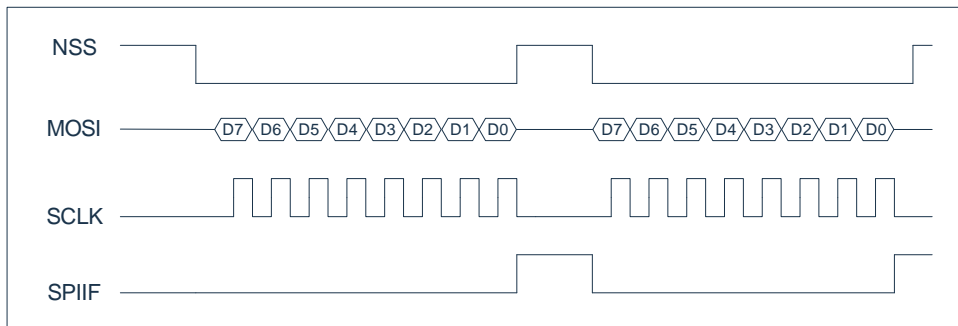 NSS
MOSI D7 D6 D5 D4 D3 D2 D1 D0 D7 D6 D5 D4 D3 D2 D1 D0
SCLK
SPIIF